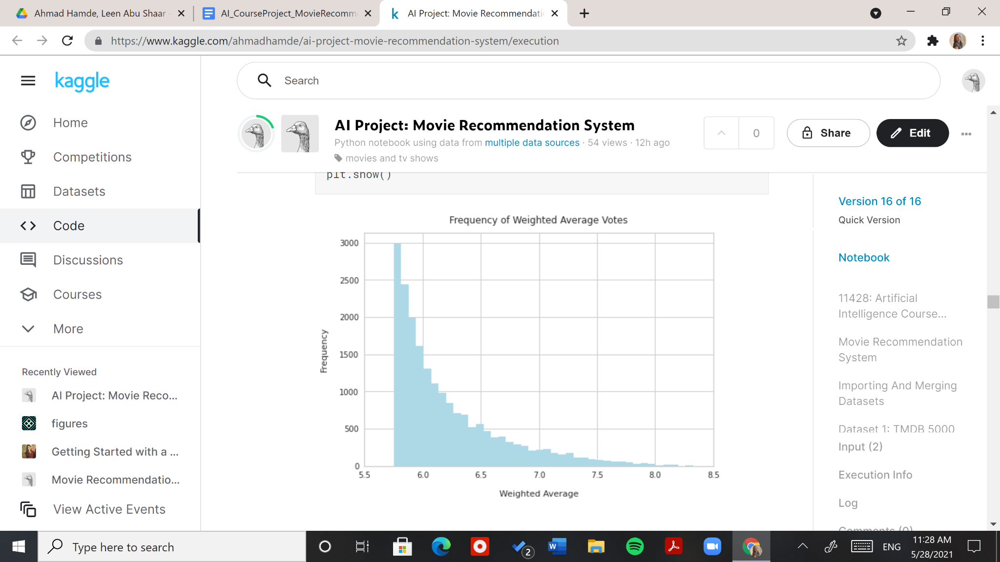 Ahmad Hamde, Leen Abu Shaar -
AI_CourseProject_MovieRecomm
AI Project: Movie Recommendatio
https://www.kaggle.com/ahmadhamde/ai-project-movie-recommendation-system/execution
kaggle
Search
Home
Competitions
Datasets
Code
Discussions
Courses
More
Recently Viewed
AI Project: Movie Reco...
figures
Getting Started with a ...
Movie Recommendatio...
View Active Events
AI Project: Movie Recommendation System
Python notebook using data from multiple data sources · 54 views · 12h ago
movies and tv shows
0
Share
Edit
plt.show()
Frequency of Weighted Average Votes
Frequency
3000
2500
2000
1500
1000
500
0
5.5 6.0 6.5 7.0 7.5 8.0 8.5
Weighted Average
Version 16 of 16
Quick Version
Notebook
11428: Artificial
Intelligence Course...
Movie Recommendation
System
Importing And Merging
Datasets
Dataset 1: TMDB 5000
Input (2)
Execution Info
Log
Comments (0)
Type here to search
2
W
ENG
11:28 AM
5/28/2021